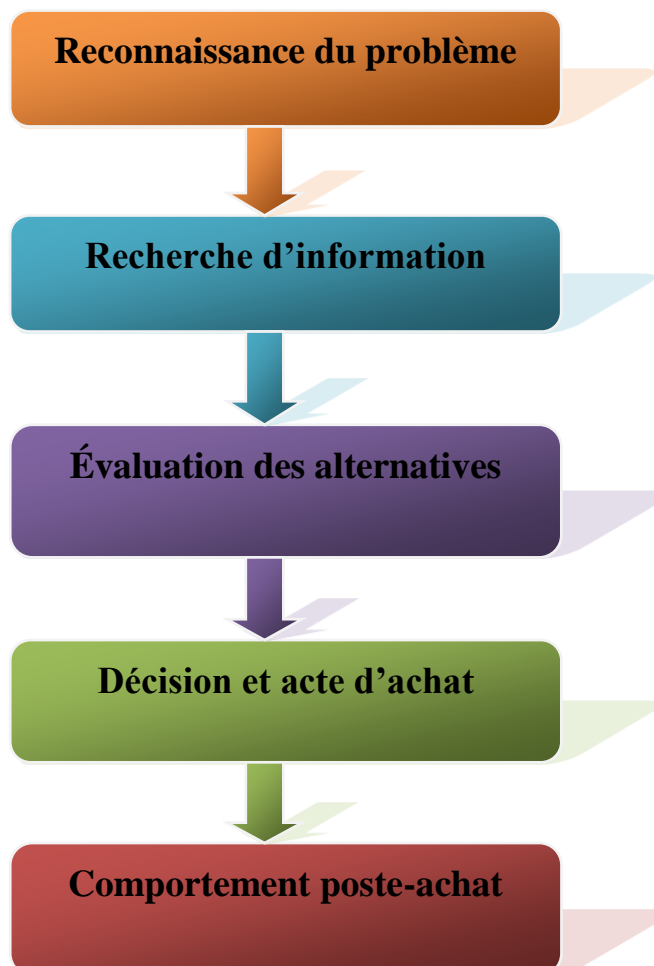 Reconnaissance du problème
Recherche d’information
Évaluation des alternatives
Décision et acte d’achat
Comportement poste-achat